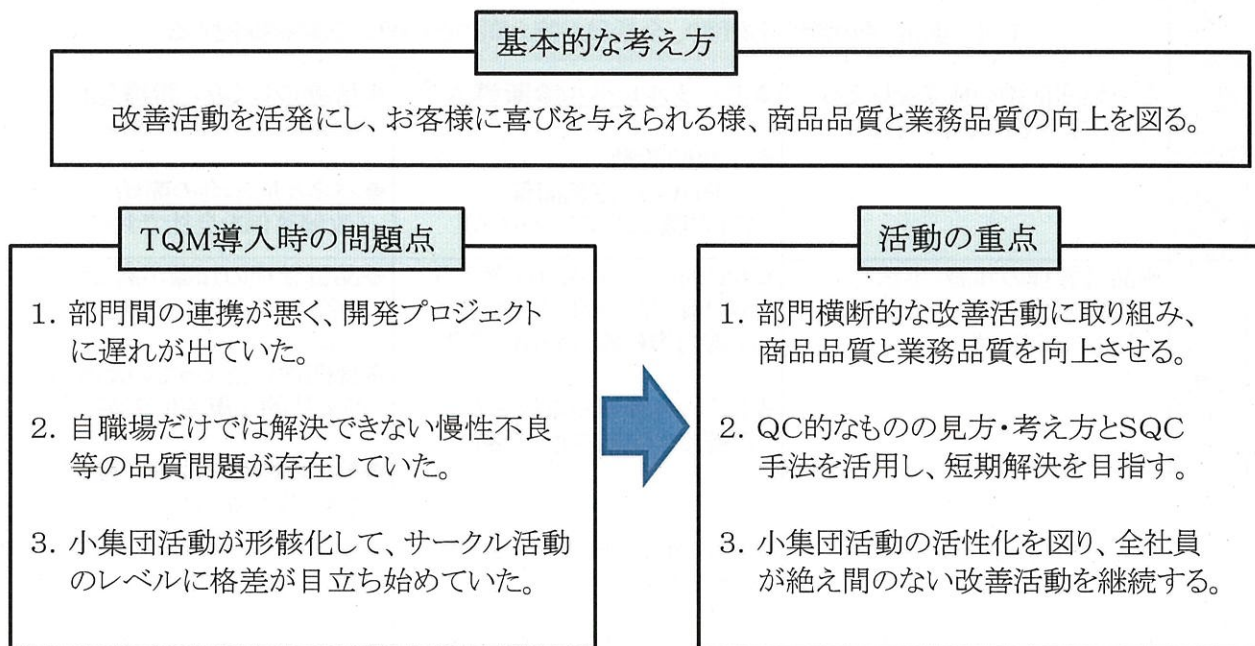 基本的な考え方
改善活動を活発にし、お客様に喜びを与えられる様、商品品質と業務品質の向上を図る。
TQM導入時の問題点
1. 部門間の連携が悪く、開発プロジェクト
に遅れが出ていた。
2. 自職場だけでは解決できない慢性不良
等の品質問題が存在していた。
3. 小集団活動が形骸化して、サークル活動
のレベルに格差が目立ち始めていた。
活動の重点
1. 部門横断的な改善活動に取り組み、
商品品質と業務品質を向上させる。
2. QC的なものの見方・考え方とSQC
手法を活用し、短期解決を目指す。
3. 小集団活動の活性化を図り、全社員
が絶え間のない改善活動を継続する。